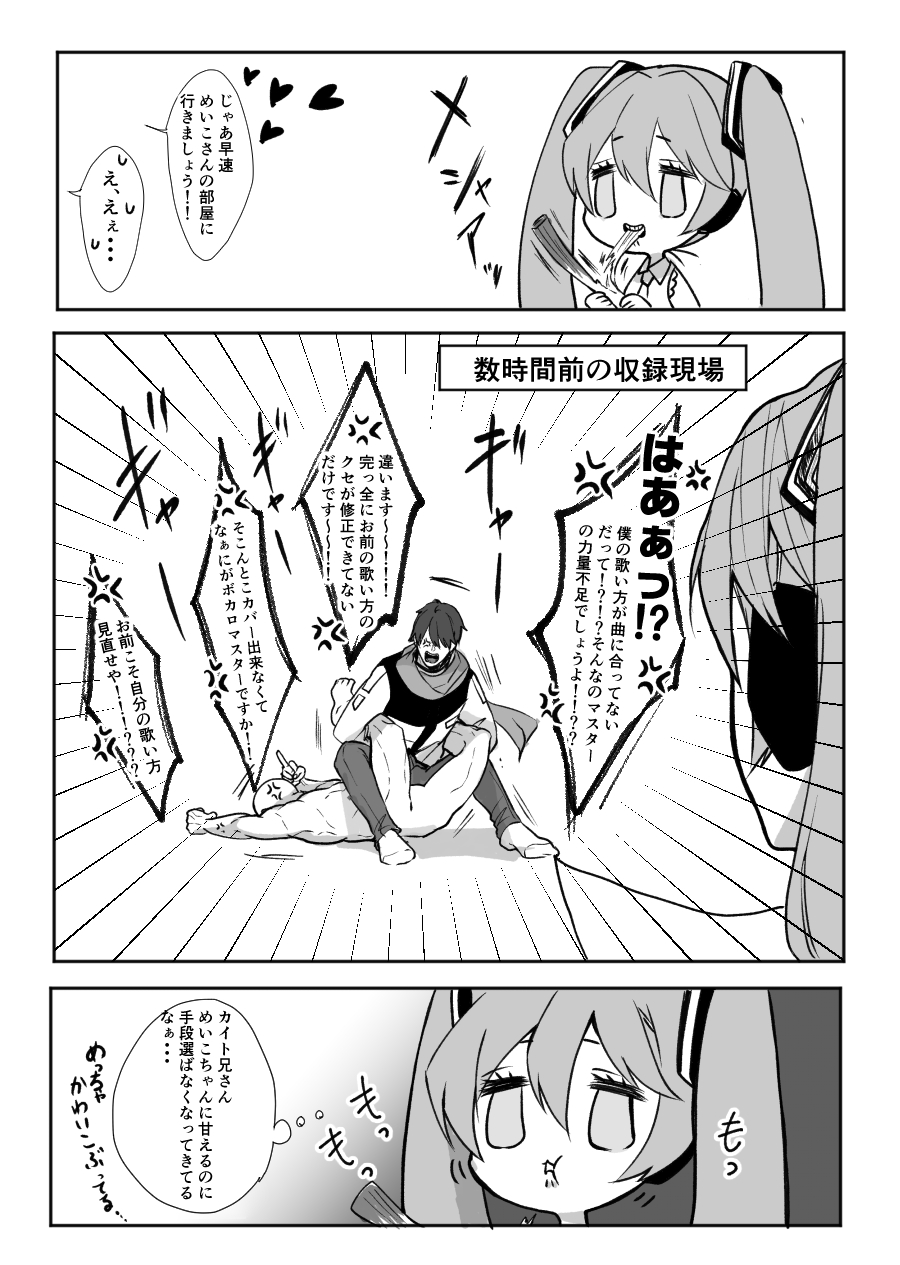 じゃあ早速
めいこさんの部屋に
行きましょう！！
え、えぇ・・・
メ
シャァ
数時間前の収録現場
はぁぁっ!?
僕の歌い方が曲に合ってない
だって！？！？そんなのマスター
の力量不足でしょうよ！？？
ギャー
違います～～！！！
完っ全にお前の歌い方の
クセが修正できてない
だけです～～！！
ギャー
そこんとこカバー出来なくて
なぁにがボカロマスターですか！！
ギャー
お前こそ自分の歌い方
見直せや！！！？？？
もっ
もっ
もっ
カイト兄さん
めいこちゃんに甘えるのに
手段選ばなくなってきてる
なぁ・・・
めっちゃ
かわいこぶってる…